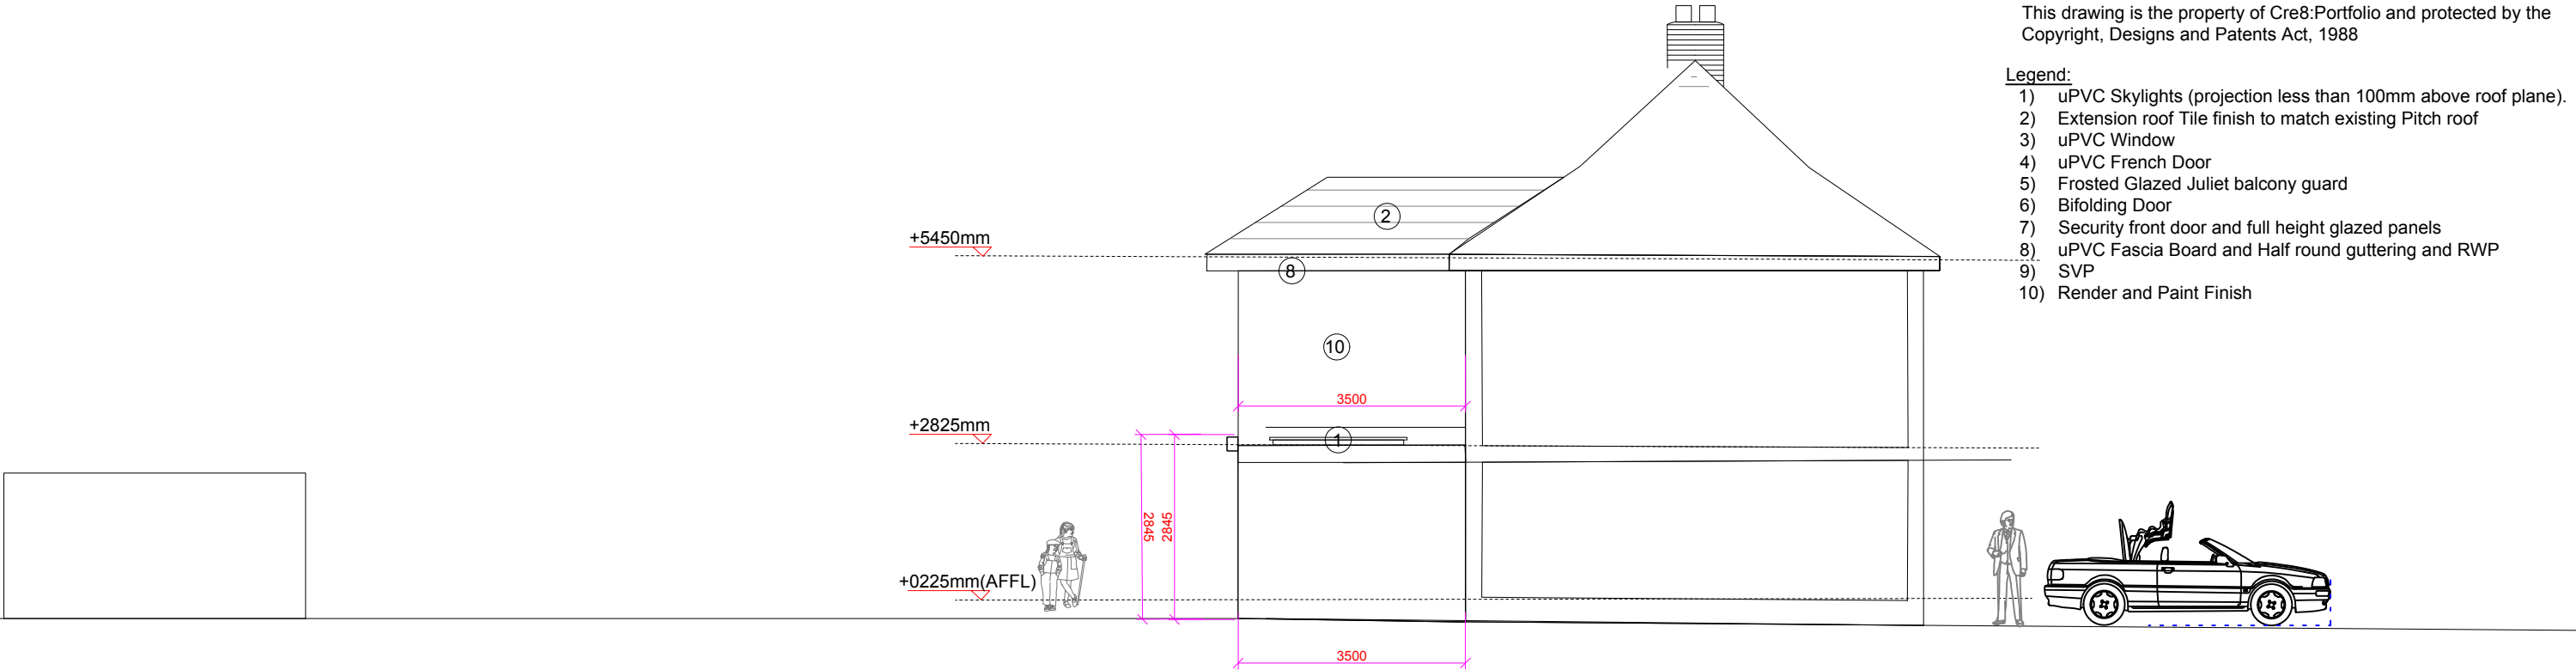 This drawing is the property of Cre8:Portfolio and protected by the
Copyright, Designs and Patents Act, 1988
Legend:
1) uPVC Skylights (projection less than 100mm above roof plane).
2) Extension roof Tile finish to match existing Pitch roof
3) uPVC Window
4) uPVC French Door
5) Frosted Glazed Juliet balcony guard
6) Bifolding Door
7) Security front door and full height glazed panels
8) uPVC Fascia Board and Half round guttering and RWP
9) SVP
10) Render and Paint Finish
2
+5450mm
8
10
3500
+2825mm
1
2845
2845
+0225mm(AFFL)
3500